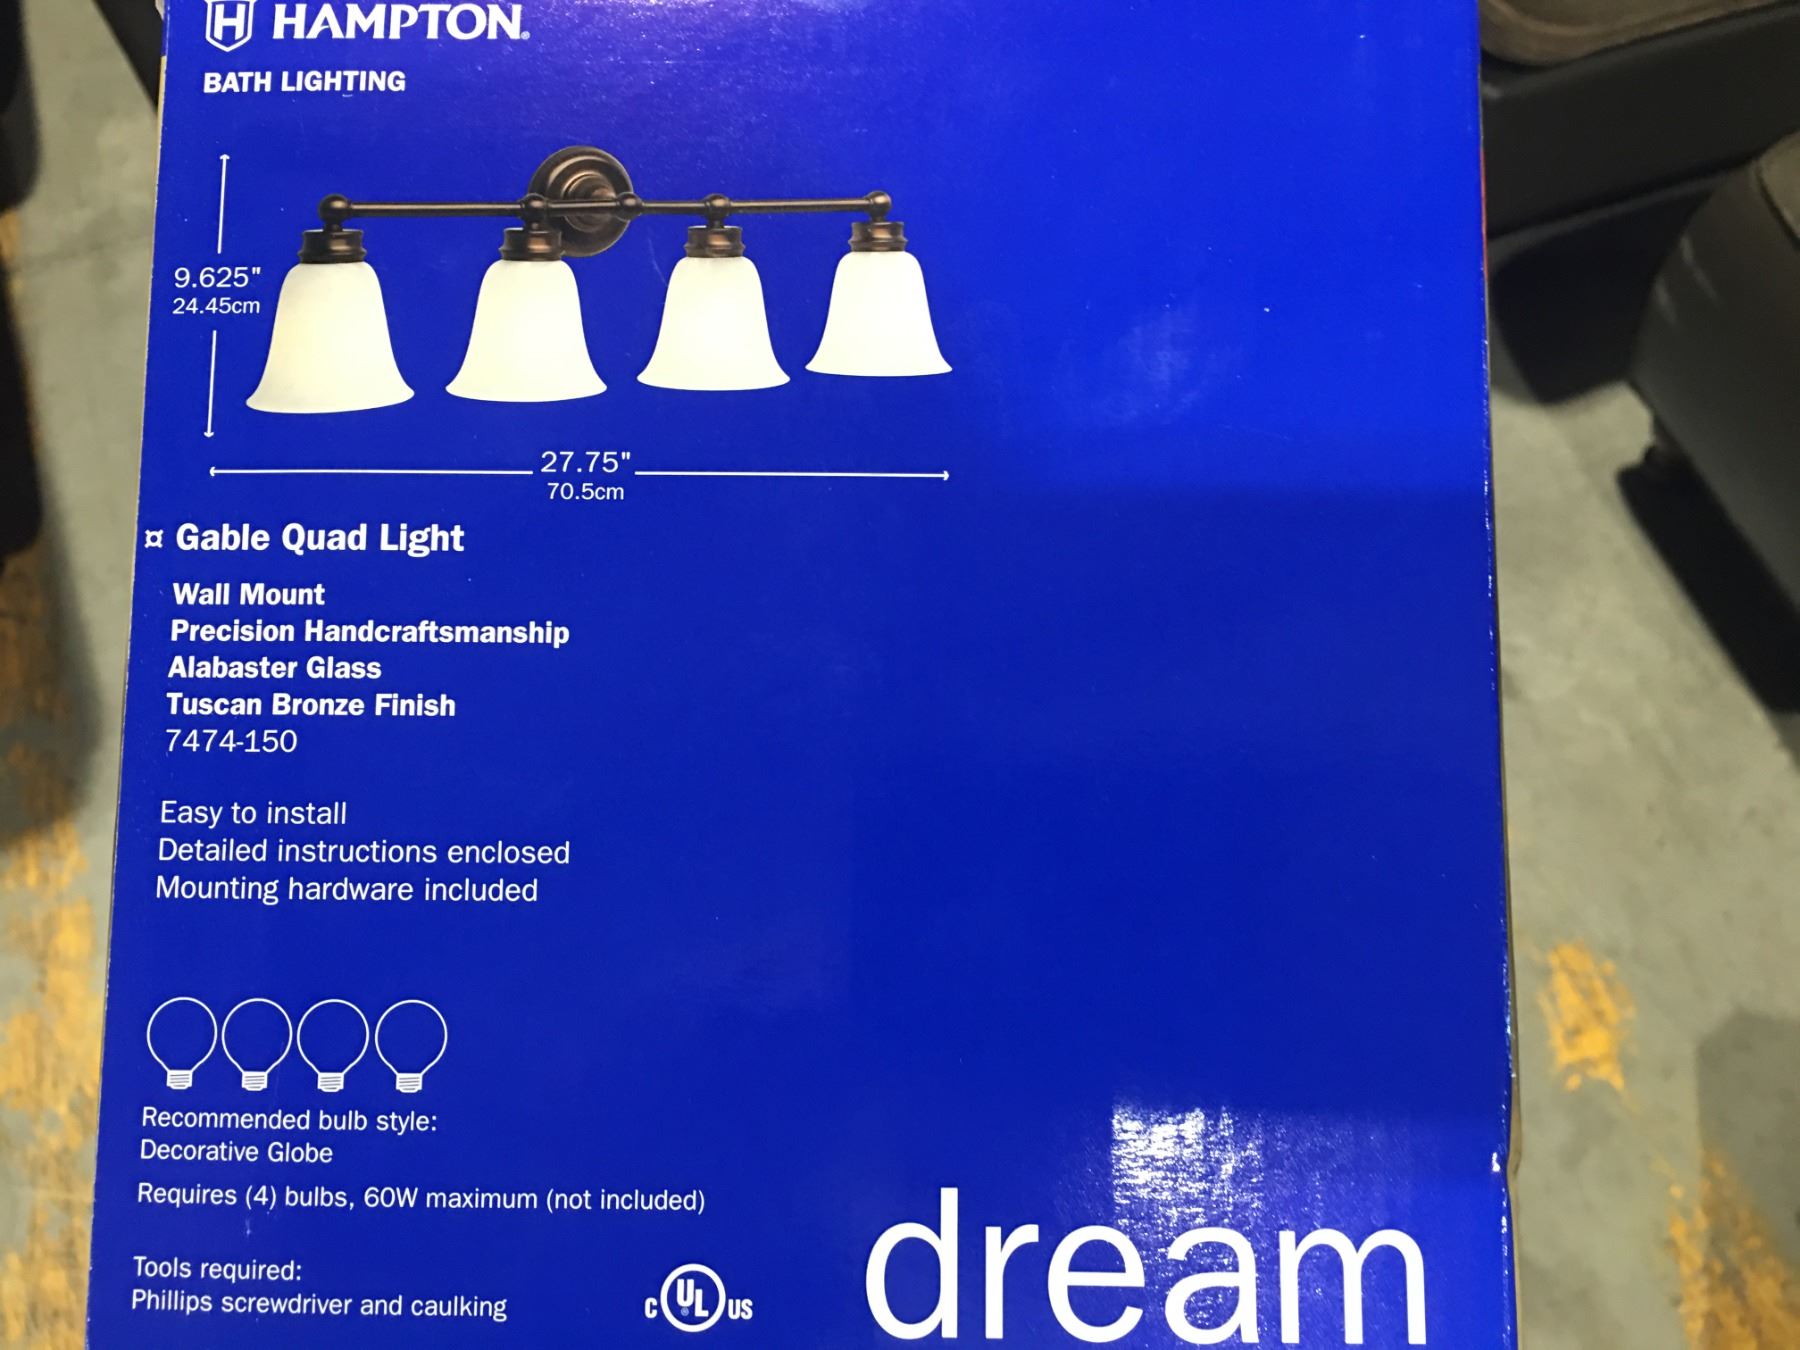 H HAMPTON®
BATH LIGHTING
9.625"
24.45cm
27.75"
70.5cm
¤ Gable Quad Light
Wall Mount
Precision Handcraftsmanship
Alabaster Glass
Tuscan Bronze Finish
7474-150
Easy to install
Detailed instructions enclosed
Mounting hardware included
Recommended bulb style:
Decorative Globe
Requires (4) bulbs, 60W maximum (not included)
Tools required:
Phillips screwdriver and caulking
C UL® US
dream